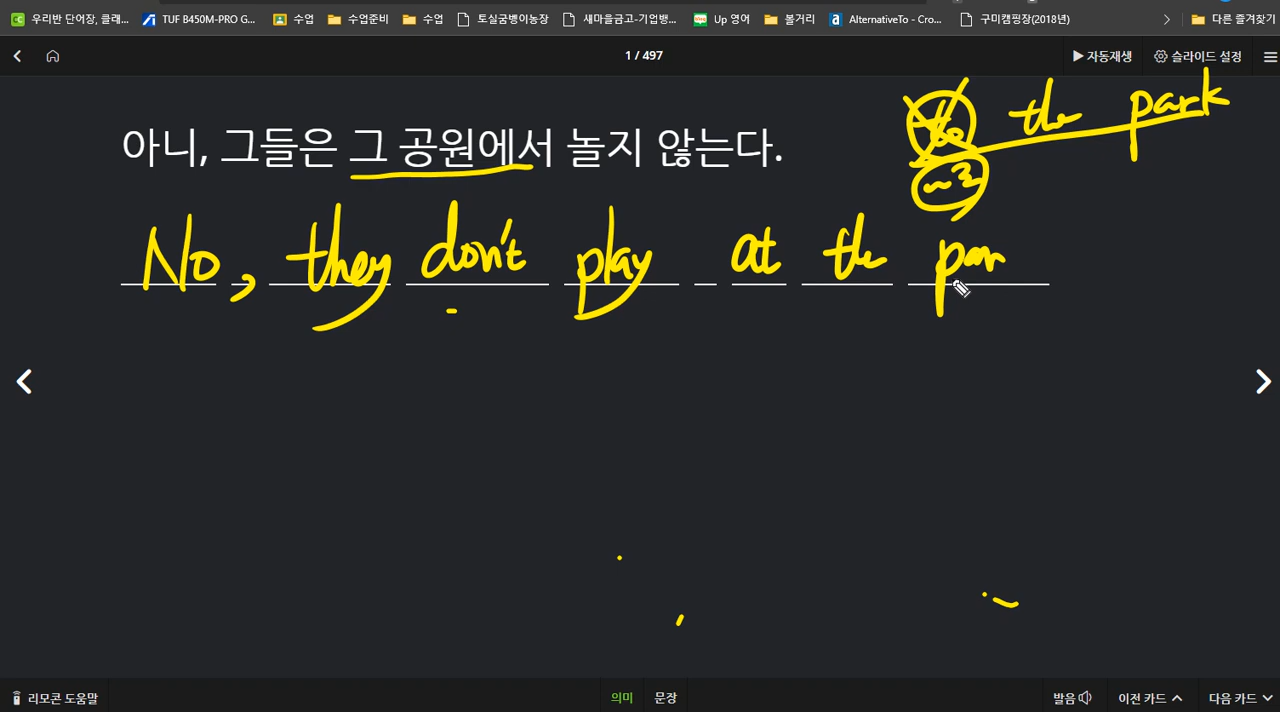 우리반 단어장, 클래... TUF B450M-PRO G... 수업 수업준비 수업 토실굼벵이농장 새마을금고-기업뱅... Up 영어 볼거리 AlternativeTo - Cro... 구미캠핑장(2018년) 다른 즐겨찾기
1 / 497 자동재생 슬라이드 설정
to the park
아니, 그들은 그 공원에서 놀지 않는다.
~로
No, they don't play at the par
리모콘 도움말 의미 문장 발음 이전 카드 다음 카드